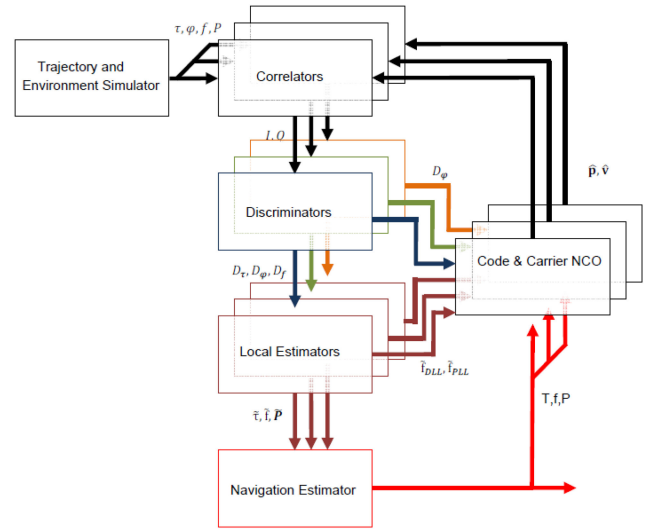 τ, φ, f, P
Trajectory and
Environment Simulator
Correlators
I, Q
D_φ
p̂, v̂
Discriminators
Code & Carrier NCO
D_τ, D_φ, D_f
Local Estimators
f̃_DLL, f̃_PLL
T,f,P
τ̃, f̃, P̃
Navigation Estimator